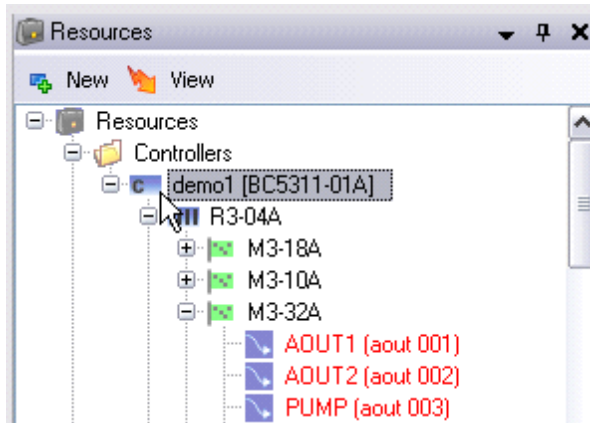 Resources
New View
Resources
Controllers
c demo1 [BC5311-01A]
R3-04A
M3-18A
M3-10A
M3-32A
AOUT1 (aout 001)
AOUT2 (aout 002)
PUMP (aout 003)